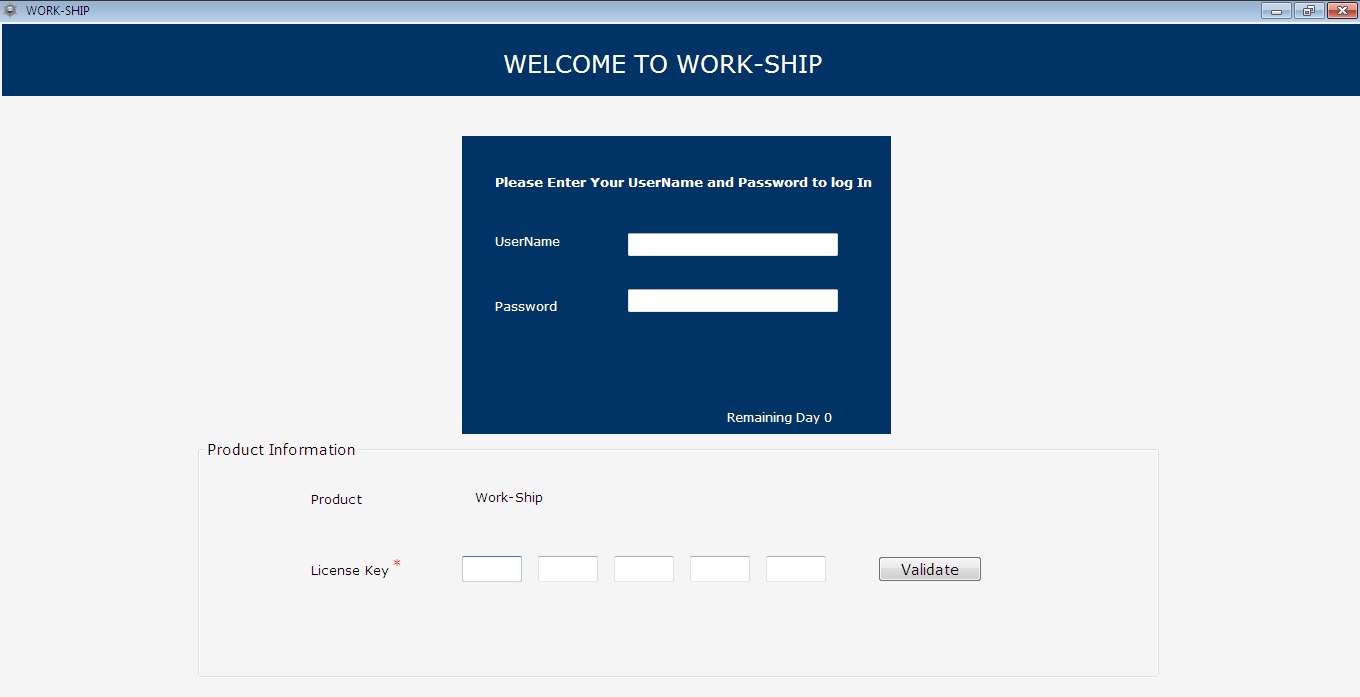 WORK-SHIP
WELCOME TO WORK-SHIP
Please Enter Your UserName and Password to log In
UserName
Password
Remaining Day 0
Product Information
Product Work-Ship
License Key * Validate